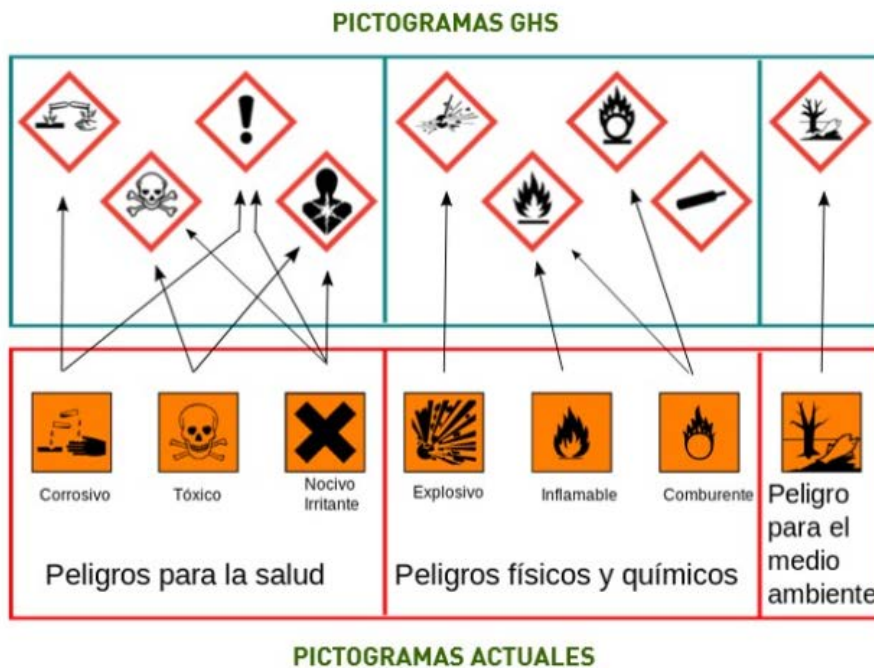 PICTOGRAMAS GHS
Corrosivo
Tóxico
Nocivo
Irritante
Explosivo
Inflamable
Comburente
Peligro
para el
medio
ambiente
Peligros para la salud
Peligros físicos y químicos
PICTOGRAMAS ACTUALES